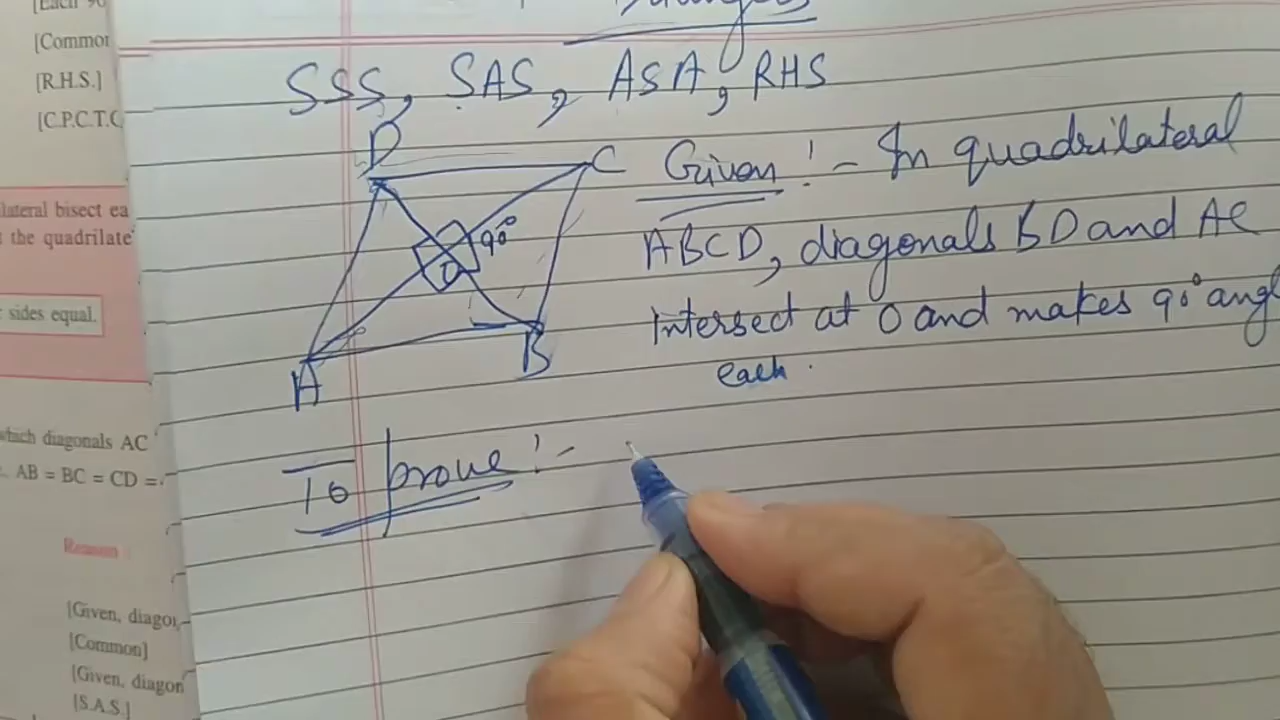 [Common
[R.H.S.]
[C.P.C.T.C
SSS, SAS, ASA, RHS
D
C
Given :- In quadrilateral
lateral bisect ea
the quadrilate
90°
ABCD, diagonals BD and AC
O
sides equal.
Intersect at O and makes 90° angl
each.
A
B
which diagonals AC
AB = BC = CD =
To prove :-
Reason
[Given, diago
[Common]
[Given, diagon
[S.A.S.]